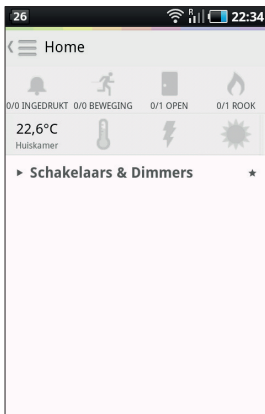 26 R 22:34
Home
0/0 INGEDRUKT 0/0 BEWEGING 0/1 OPEN 0/1 ROOK
22,6°C
Huiskamer
Schakelaars & Dimmers